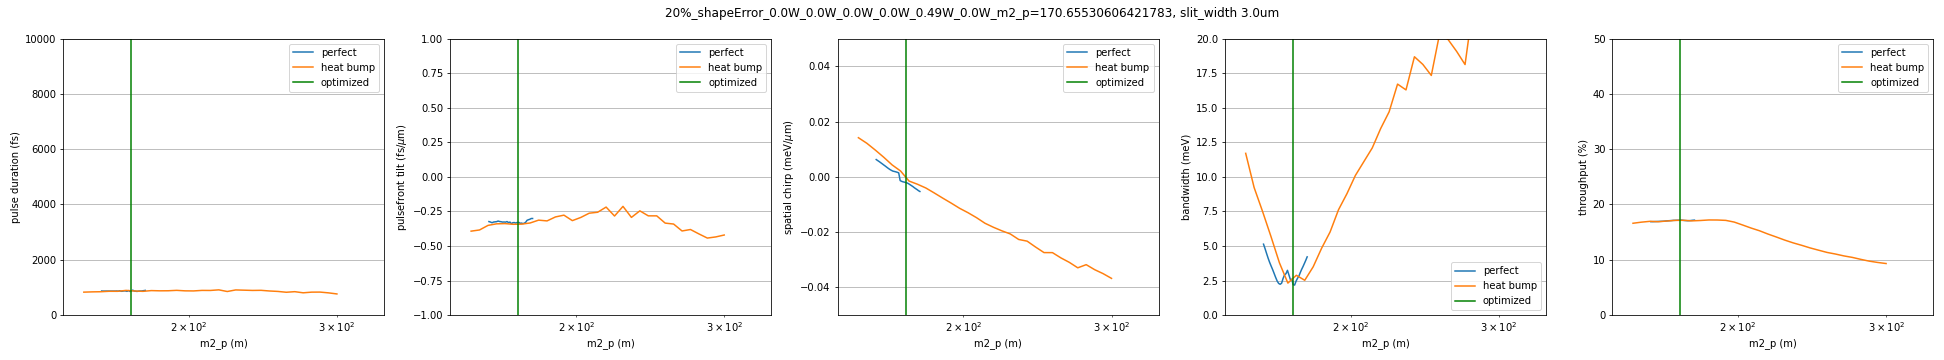 20%_shapeError_0.0W_0.0W_0.0W_0.0W_0.49W_0.0W_m2_p=170.65530606421783, slit_width 3.0um
pulse duration (fs)
10000
8000
6000
4000
2000
0
perfect
heat bump
optimized
2 × 10²
3 × 10²
m2_p (m)
pulsefront tilt (fs/μm)
1.00
0.75
0.50
0.25
0.00
−0.25
−0.50
−0.75
−1.00
perfect
heat bump
optimized
2 × 10²
3 × 10²
m2_p (m)
spatial chirp (meV/μm)
0.04
0.02
0.00
−0.02
−0.04
perfect
heat bump
optimized
2 × 10²
3 × 10²
m2_p (m)
bandwidth (meV)
20.0
17.5
15.0
12.5
10.0
7.5
5.0
2.5
0.0
perfect
heat bump
optimized
2 × 10²
3 × 10²
m2_p (m)
throughput (%)
50
40
30
20
10
0
perfect
heat bump
optimized
2 × 10²
3 × 10²
m2_p (m)